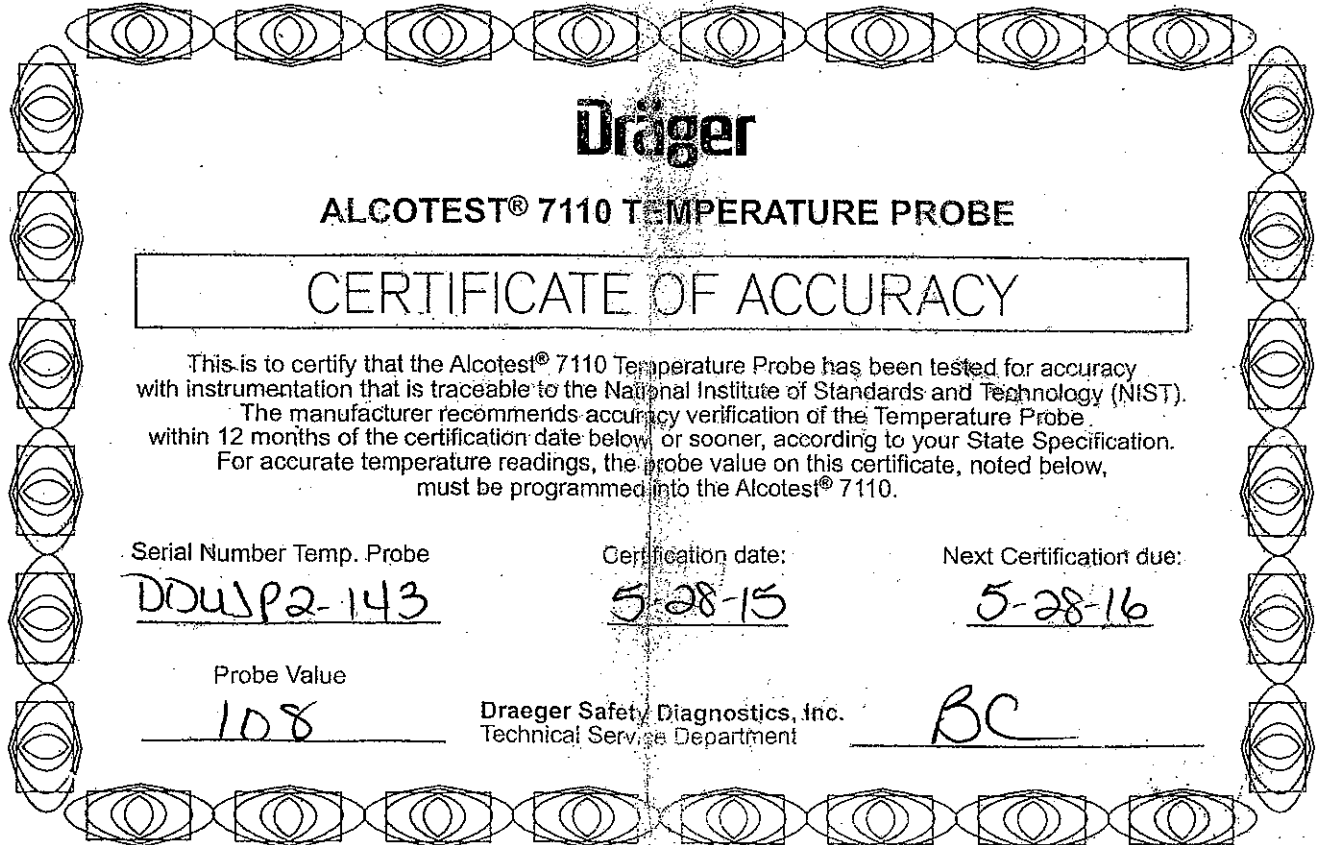 Dräger
ALCOTEST® 7110 TEMPERATURE PROBE
CERTIFICATE OF ACCURACY
This is to certify that the Alcotest® 7110 Temperature Probe has been tested for accuracy
with instrumentation that is traceable to the National Institute of Standards and Technology (NIST).
The manufacturer recommends accuracy verification of the Temperature Probe
within 12 months of the certification date below, or sooner, according to your State Specification.
For accurate temperature readings, the probe value on this certificate, noted below,
must be programmed into the Alcotest® 7110.
Serial Number Temp. Probe Certification date: Next Certification due:
DDWJP2-143 5-28-15 5-28-16
Probe Value
108
Draeger Safety Diagnostics, Inc.
Technical Service Department
BC